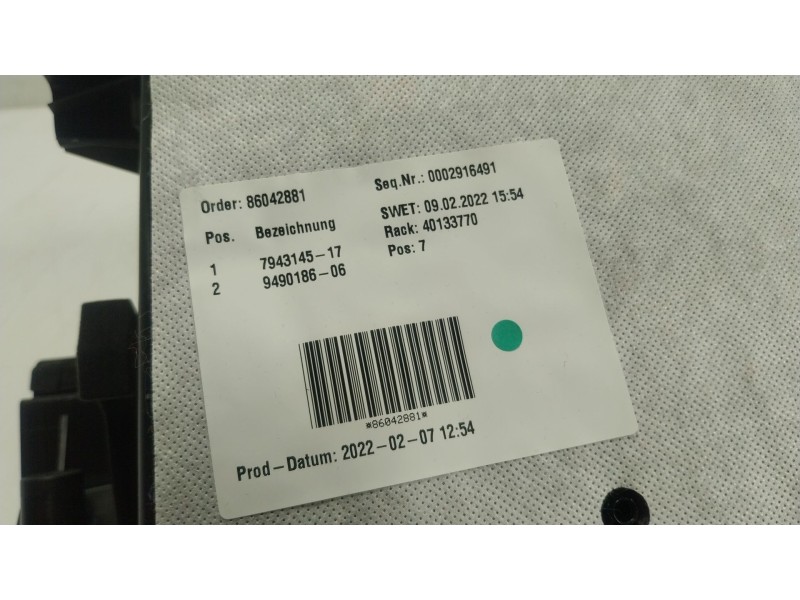 Order: 86042881
Seq.Nr.: 0002916491
Pos. Bezeichnung
SWET: 09.02.2022 15:54
Rack: 40133770
Pos: 7
1 7943145-17
2 9490186-06
*86042881*
Prod-Datum: 2022-02-07 12:54